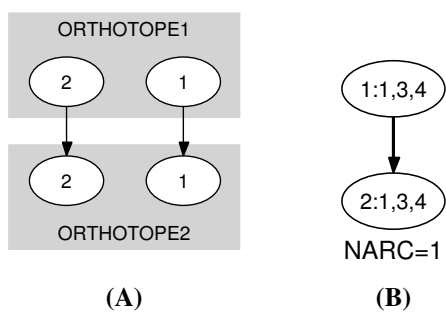 ORTHOTOPE1
2 1
2 1
ORTHOTOPE2
(A)
1:1,3,4
2:1,3,4
NARC=1
(B)